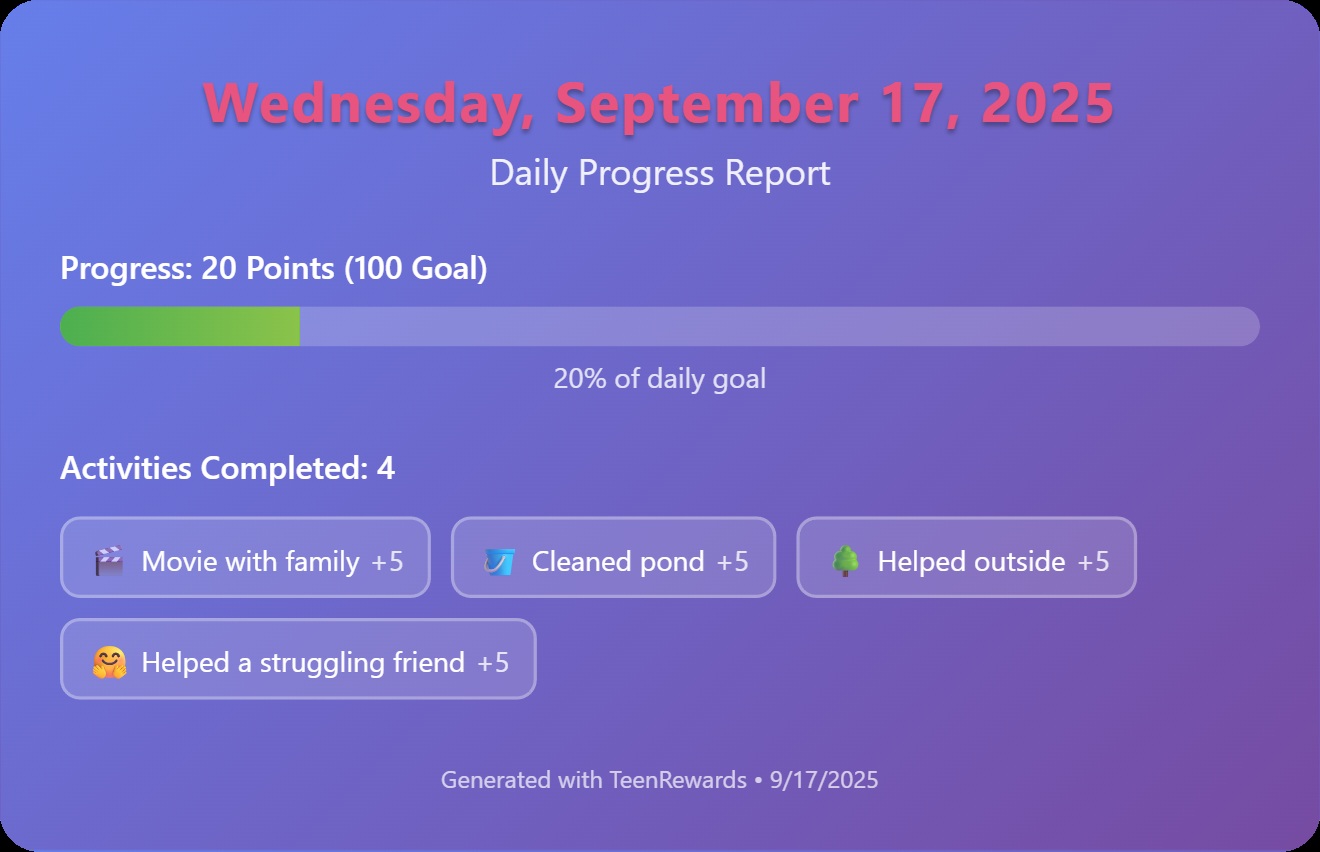 Wednesday, September 17, 2025
Daily Progress Report
Progress: 20 Points (100 Goal)
20% of daily goal
Activities Completed: 4
Movie with family +5
Cleaned pond +5
Helped outside +5
Helped a struggling friend +5
Generated with TeenRewards • 9/17/2025